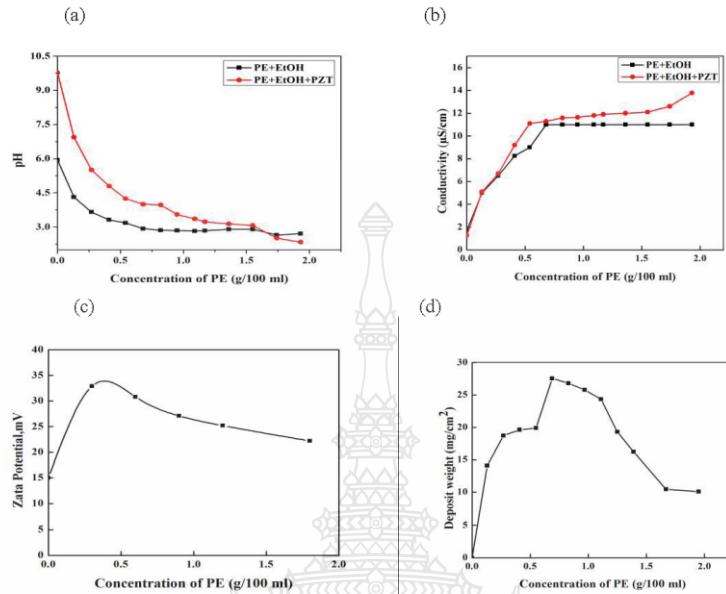 (a)
10.5
9.0
7.5
6.0
4.5
3.0
pH
PE+EtOH
PE+EtOH+PZT
0.0 0.5 1.0 1.5 2.0
Concentration of PE (g/100 ml)
(b)
16
14
12
10
8
6
4
2
0
Conductivity (µS/cm)
PE+EtOH
PE+EtOH+PZT
0.0 0.5 1.0 1.5 2.0
Concentration of PE (g/100 ml)
(c)
40
35
30
25
20
15
10
5
0
Zata Potential,mV
0.0 0.5 1.0 1.5 2.0
Concentration of PE (g/100 ml)
(d)
30
25
20
15
10
5
0
Deposit weight (mg/cm²)
0.0 0.5 1.0 1.5 2.0
Concentration of PE (g/100 ml)